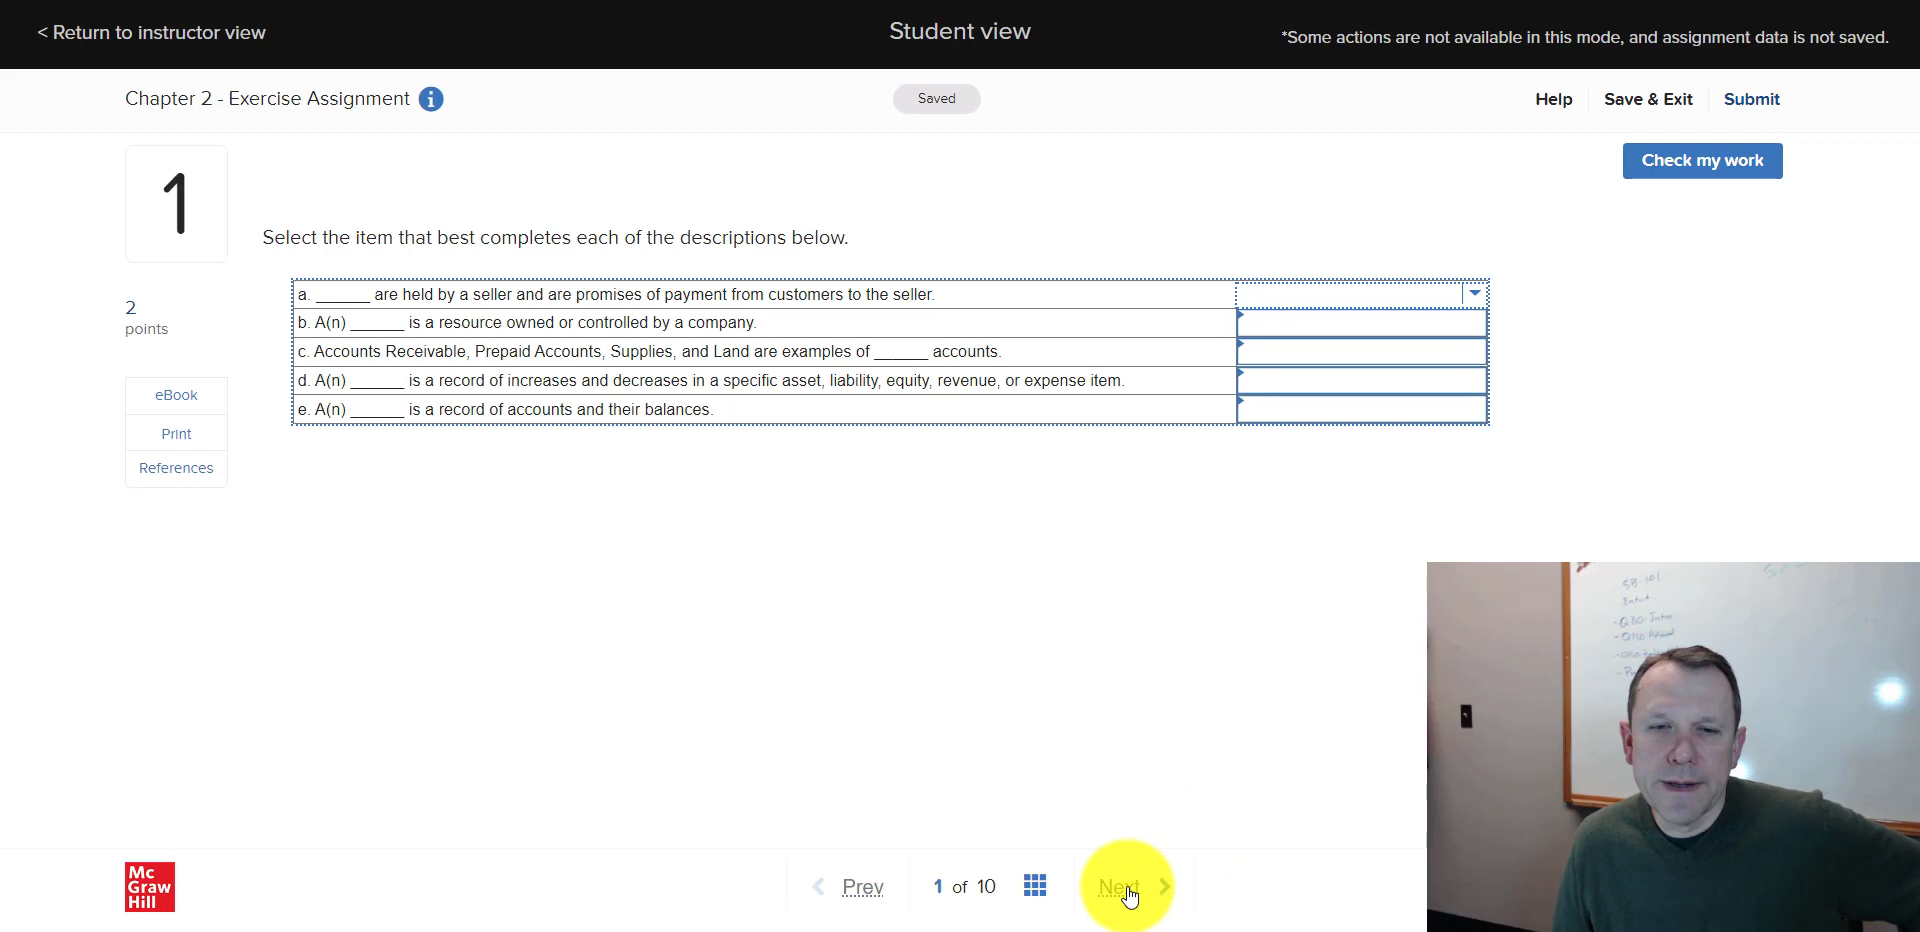 < Return to instructor view
Student view
*Some actions are not available in this mode, and assignment data is not saved.
Chapter 2 - Exercise Assignment i
Saved
Help
Save & Exit
Submit
Check my work
1
2
points
eBook
Print
References
Select the item that best completes each of the descriptions below.
a. ______ are held by a seller and are promises of payment from customers to the seller.
b. A(n) ______ is a resource owned or controlled by a company.
c. Accounts Receivable, Prepaid Accounts, Supplies, and Land are examples of ______ accounts.
d. A(n) ______ is a record of increases and decreases in a specific asset, liability, equity, revenue, or expense item.
e. A(n) ______ is a record of accounts and their balances.
Mc
Graw
Hill
< Prev
1 of 10
Next >